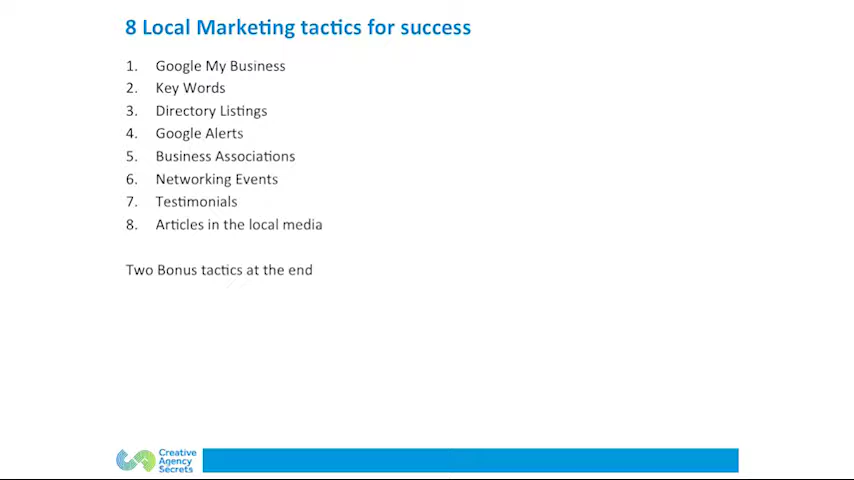 8 Local Marketing tactics for success
1. Google My Business
2. Key Words
3. Directory Listings
4. Google Alerts
5. Business Associations
6. Networking Events
7. Testimonials
8. Articles in the local media
Two Bonus tactics at the end
Creative
Agency
Secrets